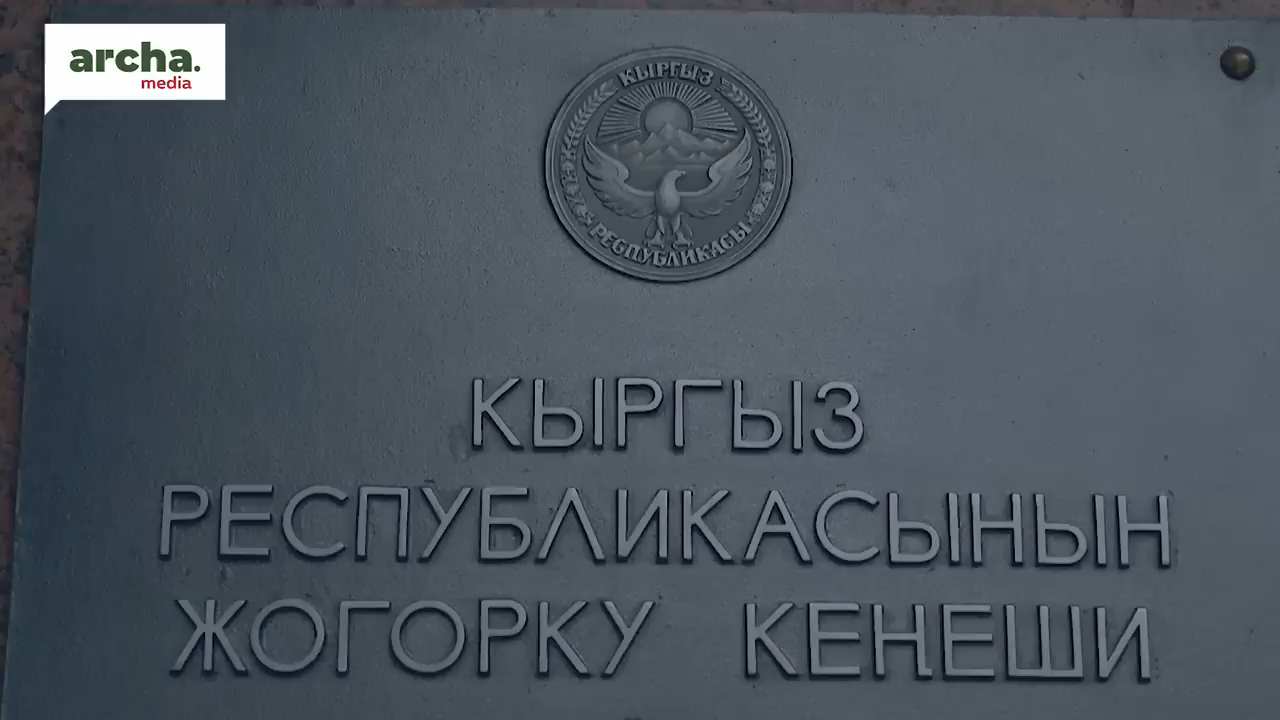 archa.
media
КЫРГЫЗ
РЕСПУБЛИКАСЫ
КЫРГЫЗ
РЕСПУБЛИКАСЫНЫН
ЖОГОРКУ КЕҢЕШИ